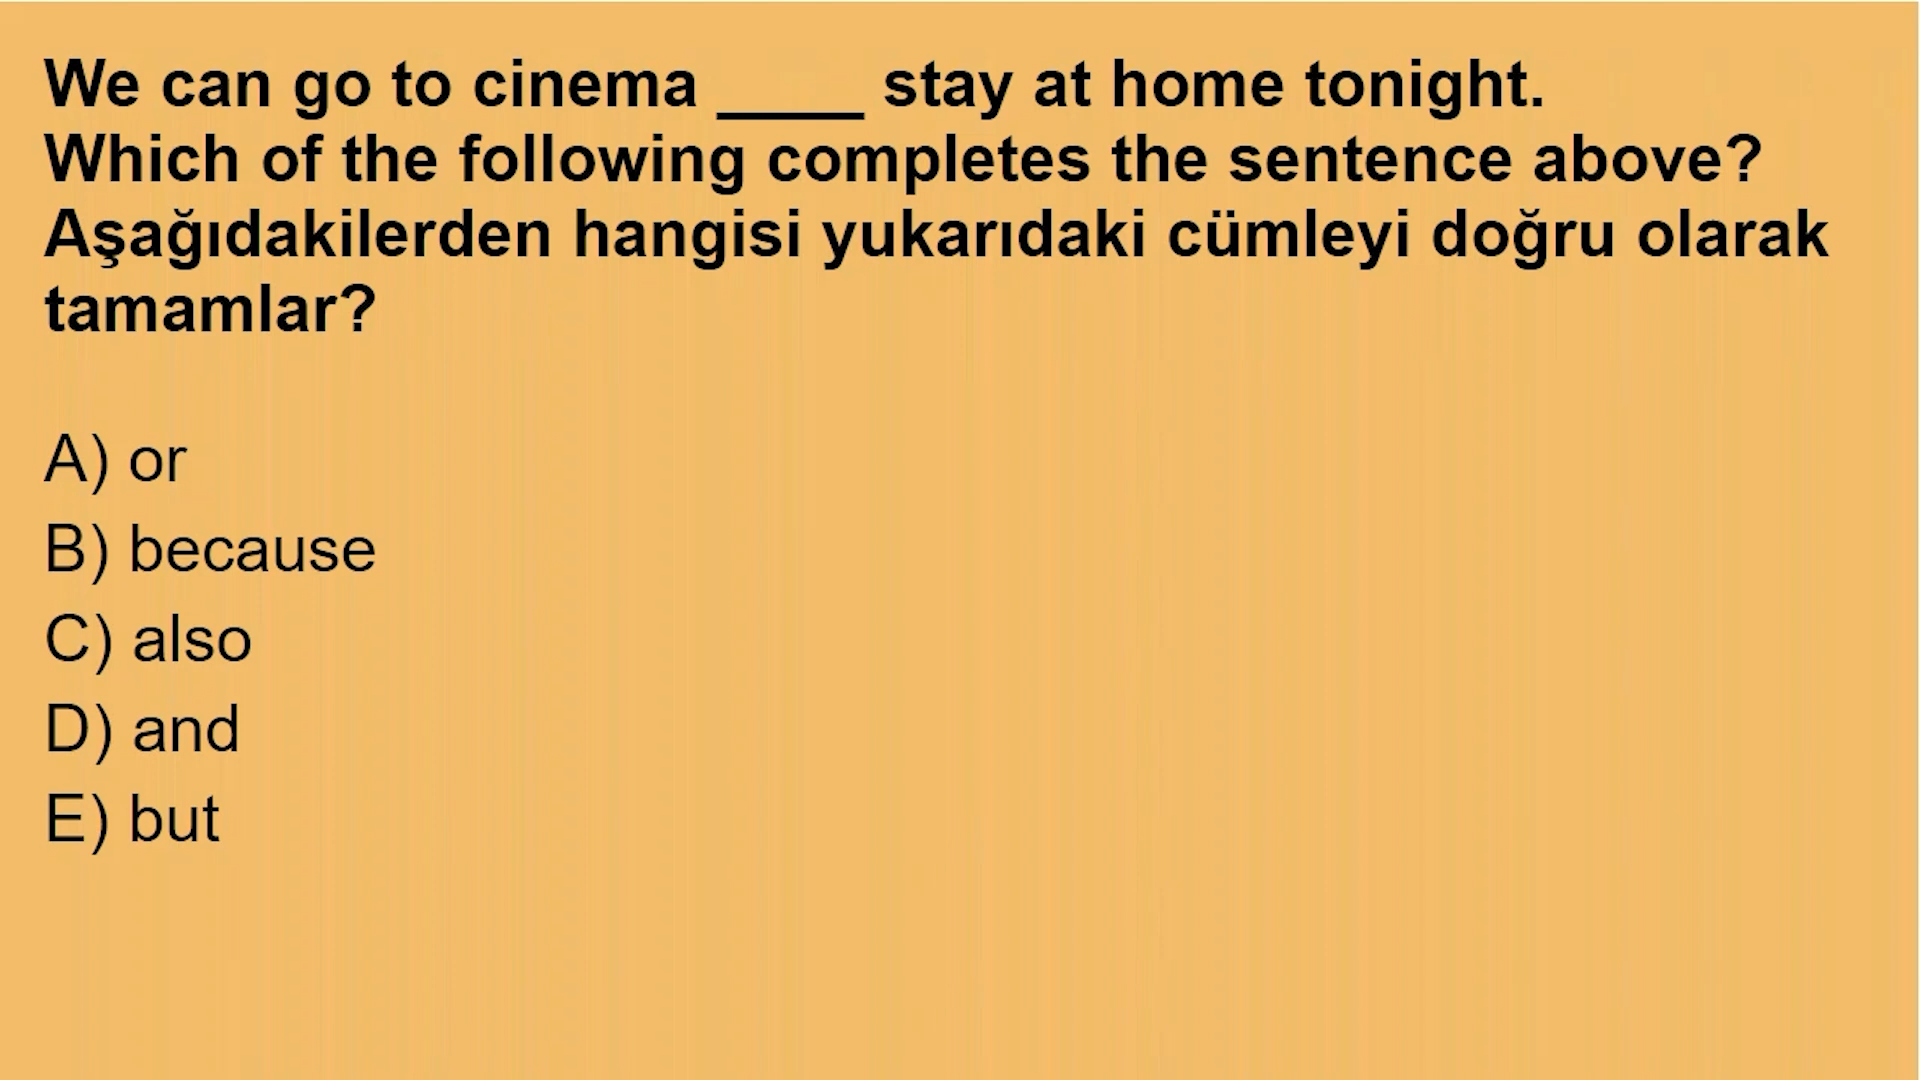 We can go to cinema ____ stay at home tonight.
Which of the following completes the sentence above?
Aşağıdakilerden hangisi yukarıdaki cümleyi doğru olarak
tamamlar?
A) or
B) because
C) also
D) and
E) but